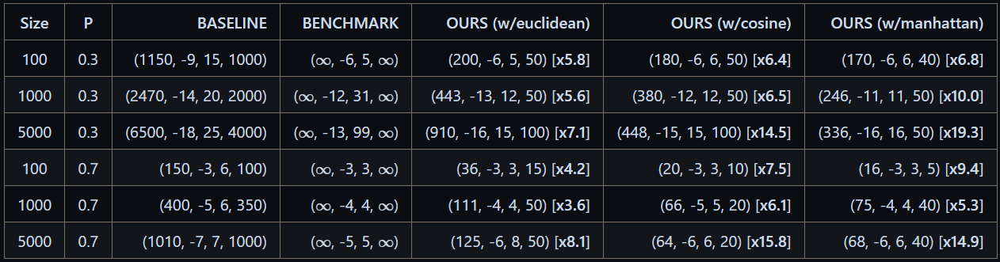 Size P BASELINE BENCHMARK OURS (w/euclidean) OURS (w/cosine) OURS (w/manhattan)
100 0.3 (1150, -9, 15, 1000) (∞, -6, 5, ∞) (200, -6, 5, 50) [x5.8] (180, -6, 6, 50) [x6.4] (170, -6, 6, 40) [x6.8]
1000 0.3 (2470, -14, 20, 2000) (∞, -12, 31, ∞) (443, -13, 12, 50) [x5.6] (380, -12, 12, 50) [x6.5] (246, -11, 11, 50) [x10.0]
5000 0.3 (6500, -18, 25, 4000) (∞, -13, 99, ∞) (910, -16, 15, 100) [x7.1] (448, -15, 15, 100) [x14.5] (336, -16, 16, 50) [x19.3]
100 0.7 (150, -3, 6, 100) (∞, -3, 3, ∞) (36, -3, 3, 15) [x4.2] (20, -3, 3, 10) [x7.5] (16, -3, 3, 5) [x9.4]
1000 0.7 (400, -5, 6, 350) (∞, -4, 4, ∞) (111, -4, 4, 50) [x3.6] (66, -5, 5, 20) [x6.1] (75, -4, 4, 40) [x5.3]
5000 0.7 (1010, -7, 7, 1000) (∞, -5, 5, ∞) (125, -6, 8, 50) [x8.1] (64, -6, 6, 20) [x15.8] (68, -6, 6, 40) [x14.9]